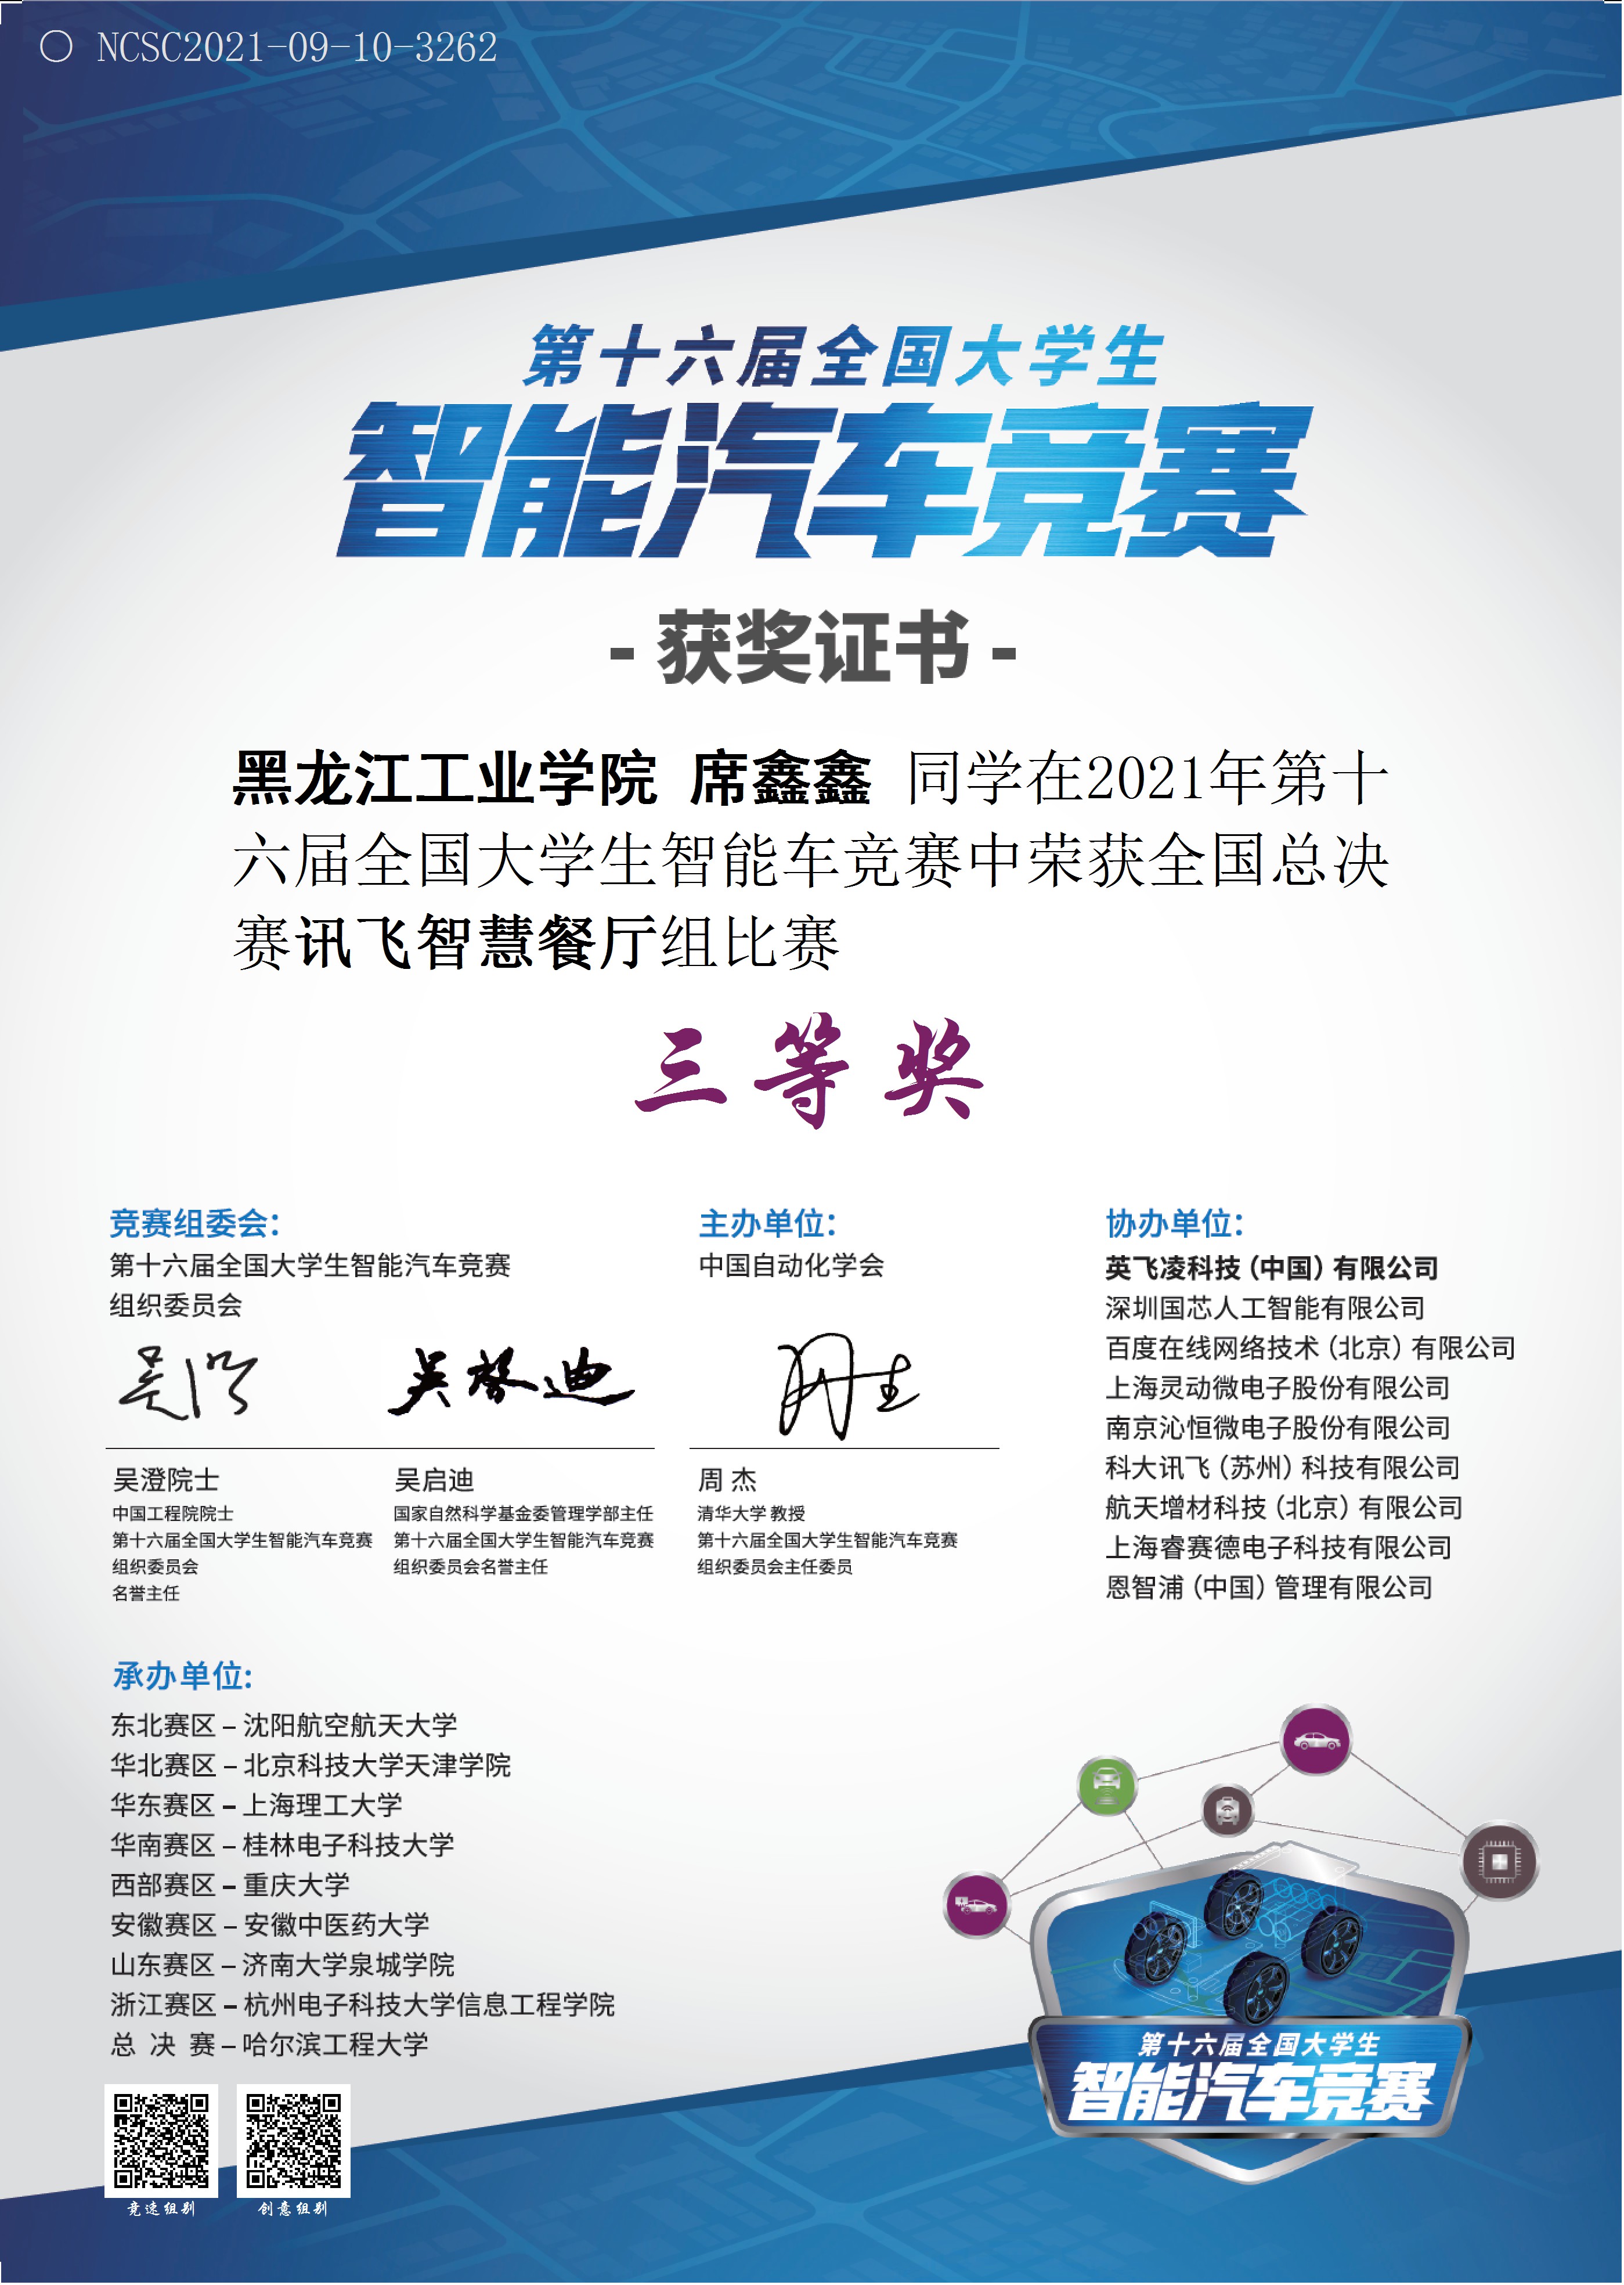 ○ NCSC2021-09-10-3262
第十六届全国大学生
智能汽车竞赛
- 获奖证书 -
黑龙江工业学院 席鑫鑫 同学在2021年第十
六届全国大学生智能车竞赛中荣获全国总决
赛讯飞智慧餐厅组比赛
三等奖
竞赛组委会:
第十六届全国大学生智能汽车竞赛
组织委员会
吴澄
吴启迪
吴澄院士
中国工程院院士
第十六届全国大学生智能汽车竞赛
组织委员会
名誉主任
吴启迪
国家自然科学基金委管理学部主任
第十六届全国大学生智能汽车竞赛
组织委员会名誉主任
主办单位:
中国自动化学会
周 杰
清华大学 教授
第十六届全国大学生智能汽车竞赛
组织委员会主任委员
协办单位:
英飞凌科技（中国）有限公司
深圳国芯人工智能有限公司
百度在线网络技术（北京）有限公司
上海灵动微电子股份有限公司
南京沁恒微电子股份有限公司
科大讯飞（苏州）科技有限公司
航天增材科技（北京）有限公司
上海睿赛德电子科技有限公司
恩智浦（中国）管理有限公司
承办单位:
东北赛区 – 沈阳航空航天大学
华北赛区 – 北京科技大学天津学院
华东赛区 – 上海理工大学
华南赛区 – 桂林电子科技大学
西部赛区 – 重庆大学
安徽赛区 – 安徽中医药大学
山东赛区 – 济南大学泉城学院
浙江赛区 – 杭州电子科技大学信息工程学院
总 决 赛 – 哈尔滨工程大学
竞速组别
创意组别
第十六届全国大学生
智能汽车竞赛